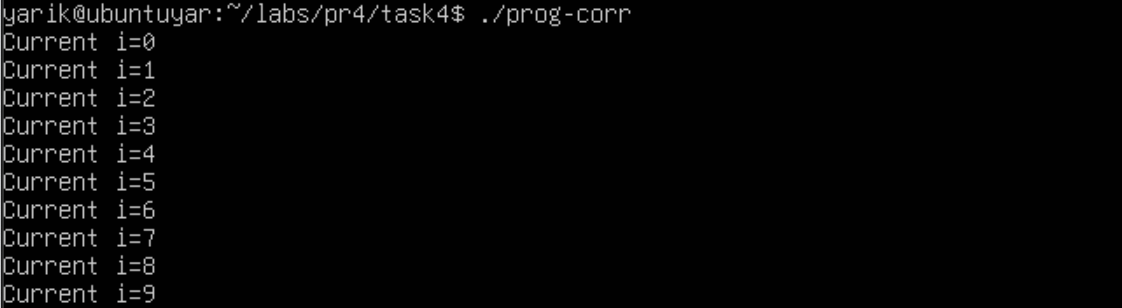 yarik@ubuntuyar:~/labs/pr4/task4$ ./prog-corr
Current i=0
Current i=1
Current i=2
Current i=3
Current i=4
Current i=5
Current i=6
Current i=7
Current i=8
Current i=9